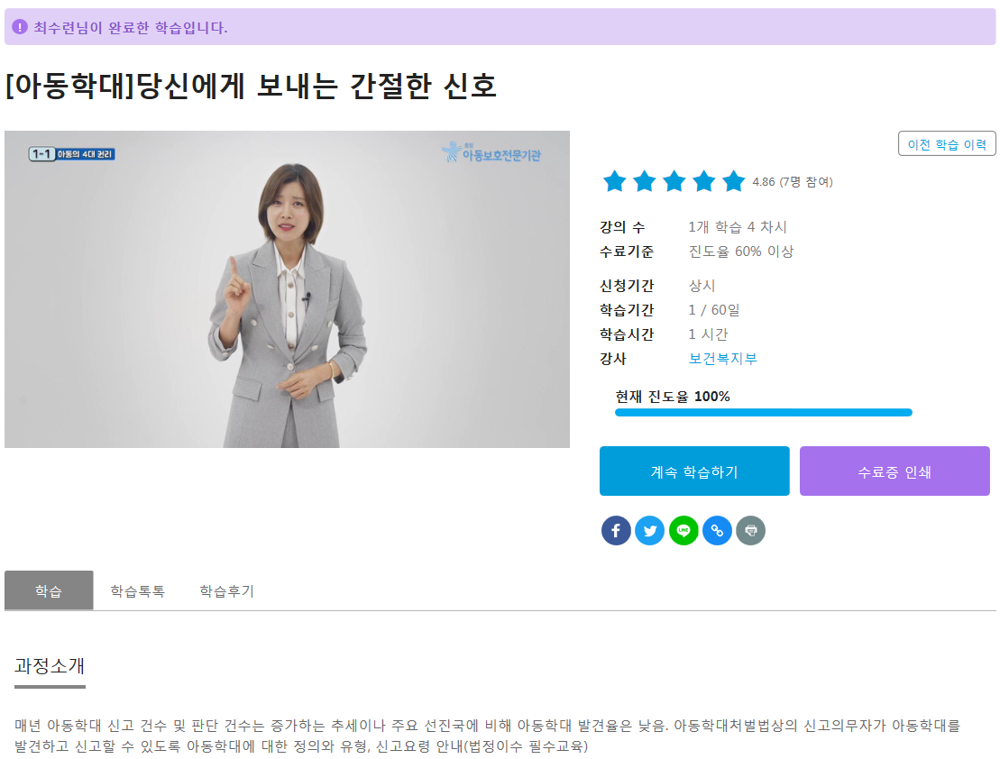 최수련님이 완료한 학습입니다.
[아동학대]당신에게 보내는 간절한 신호
1-1 아동의 4대 권리
중앙
아동보호전문기관
이전 학습 이력
4.86 (7명 참여)
강의 수 1개 학습 4 차시
수료기준 진도율 60% 이상
신청기간 상시
학습기간 1 / 60일
학습시간 1 시간
강사 보건복지부
현재 진도율 100%
계속 학습하기 수료증 인쇄
LINE
학습 학습톡톡 학습후기
과정소개
매년 아동학대 신고 건수 및 판단 건수는 증가하는 추세이나 주요 선진국에 비해 아동학대 발견율은 낮음. 아동학대처벌법상의 신고의무자가 아동학대를
발견하고 신고할 수 있도록 아동학대에 대한 정의와 유형, 신고요령 안내(법정이수 필수교육)